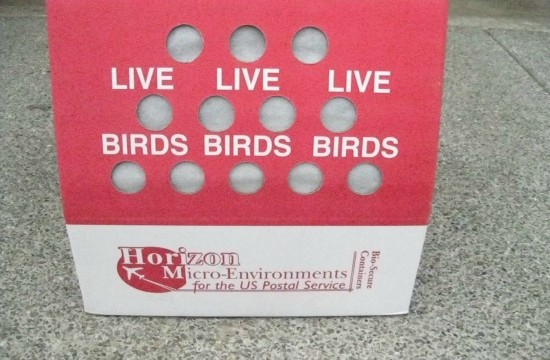 LIVE LIVE LIVE
BIRDS BIRDS BIRDS
Horizon
Micro-Environments
for the US Postal Service
Bio-Secure
Containers